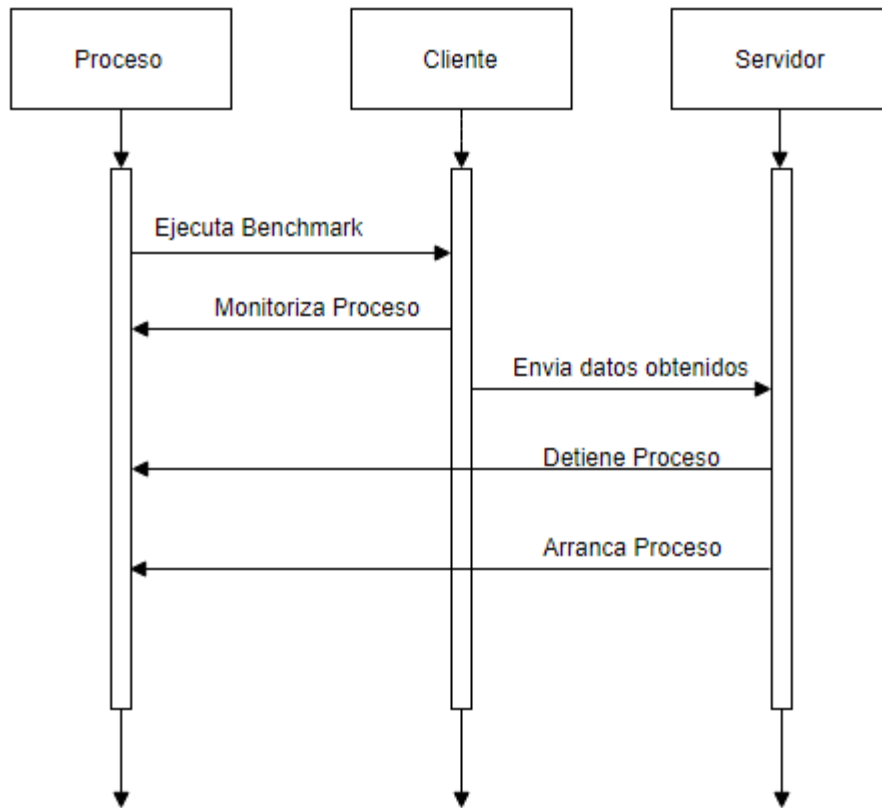 Proceso
Cliente
Servidor
Ejecuta Benchmark
Monitoriza Proceso
Envia datos obtenidos
Detiene Proceso
Arranca Proceso